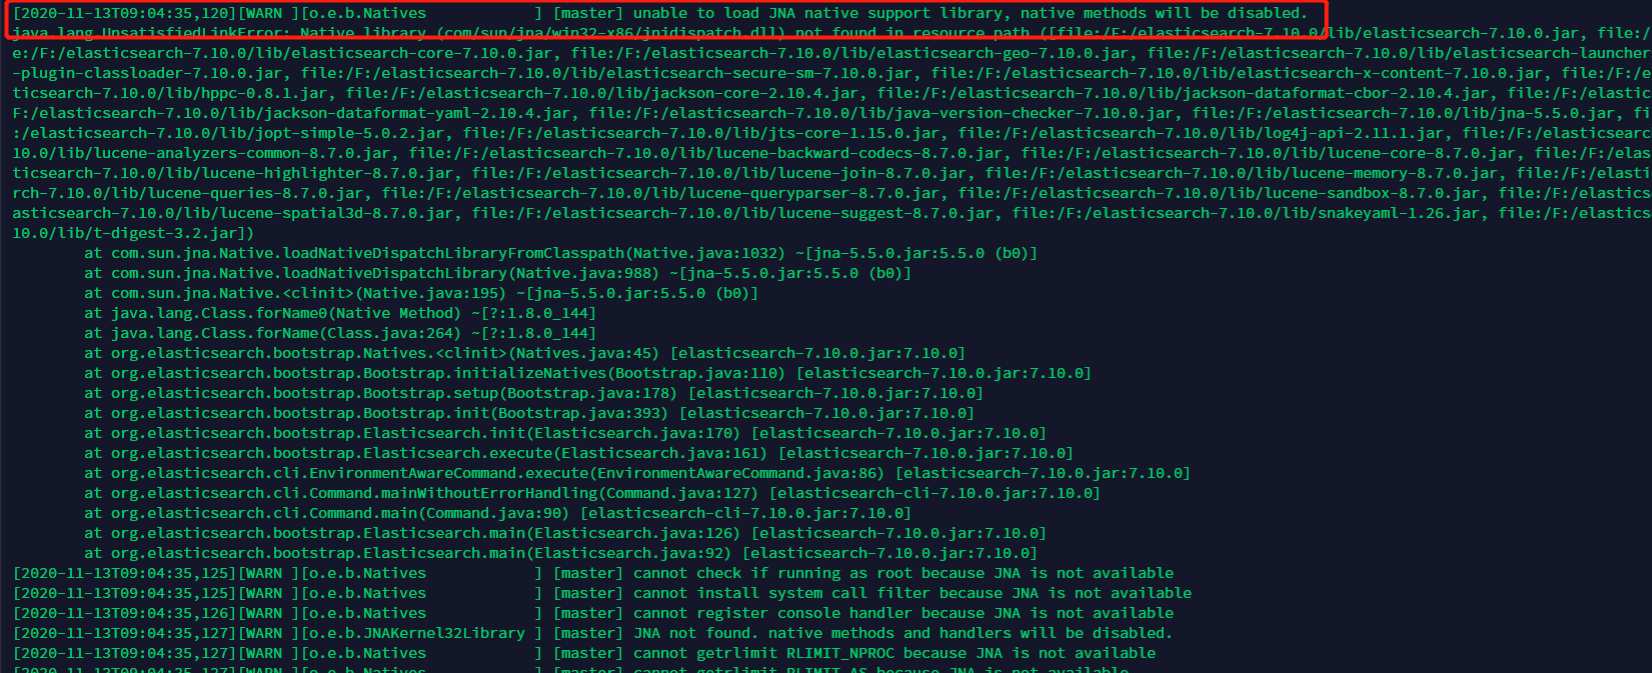 [2020-11-13T09:04:35,120][WARN ][o.e.b.Natives            ] [master] unable to load JNA native support library, native methods will be disabled.
java.lang.UnsatisfiedLinkError: Native library (com/sun/jna/win32-x86/jnidispatch.dll) not found in resource path ([file:/F:/elasticsearch-7.10.0/lib/elasticsearch-7.10.0.jar, file:/
e:/F:/elasticsearch-7.10.0/lib/elasticsearch-core-7.10.0.jar, file:/F:/elasticsearch-7.10.0/lib/elasticsearch-geo-7.10.0.jar, file:/F:/elasticsearch-7.10.0/lib/elasticsearch-launcher
-plugin-classloader-7.10.0.jar, file:/F:/elasticsearch-7.10.0/lib/elasticsearch-secure-sm-7.10.0.jar, file:/F:/elasticsearch-7.10.0/lib/elasticsearch-x-content-7.10.0.jar, file:/F:/e
ticsearch-7.10.0/lib/hppc-0.8.1.jar, file:/F:/elasticsearch-7.10.0/lib/jackson-core-2.10.4.jar, file:/F:/elasticsearch-7.10.0/lib/jackson-dataformat-cbor-2.10.4.jar, file:/F:/elastic
F:/elasticsearch-7.10.0/lib/jackson-dataformat-yaml-2.10.4.jar, file:/F:/elasticsearch-7.10.0/lib/java-version-checker-7.10.0.jar, file:/F:/elasticsearch-7.10.0/lib/jna-5.5.0.jar, fi
:/elasticsearch-7.10.0/lib/jopt-simple-5.0.2.jar, file:/F:/elasticsearch-7.10.0/lib/jts-core-1.15.0.jar, file:/F:/elasticsearch-7.10.0/lib/log4j-api-2.11.1.jar, file:/F:/elasticsearc
10.0/lib/lucene-analyzers-common-8.7.0.jar, file:/F:/elasticsearch-7.10.0/lib/lucene-backward-codecs-8.7.0.jar, file:/F:/elasticsearch-7.10.0/lib/lucene-core-8.7.0.jar, file:/F:/elas
ticsearch-7.10.0/lib/lucene-highlighter-8.7.0.jar, file:/F:/elasticsearch-7.10.0/lib/lucene-join-8.7.0.jar, file:/F:/elasticsearch-7.10.0/lib/lucene-memory-8.7.0.jar, file:/F:/elasti
rch-7.10.0/lib/lucene-queries-8.7.0.jar, file:/F:/elasticsearch-7.10.0/lib/lucene-queryparser-8.7.0.jar, file:/F:/elasticsearch-7.10.0/lib/lucene-sandbox-8.7.0.jar, file:/F:/elastics
asticsearch-7.10.0/lib/lucene-spatial3d-8.7.0.jar, file:/F:/elasticsearch-7.10.0/lib/lucene-suggest-8.7.0.jar, file:/F:/elasticsearch-7.10.0/lib/snakeyaml-1.26.jar, file:/F:/elastics
10.0/lib/t-digest-3.2.jar])
at com.sun.jna.Native.loadNativeDispatchLibraryFromClasspath(Native.java:1032) ~[jna-5.5.0.jar:5.5.0 (b0)]
at com.sun.jna.Native.loadNativeDispatchLibrary(Native.java:988) ~[jna-5.5.0.jar:5.5.0 (b0)]
at com.sun.jna.Native.<clinit>(Native.java:195) ~[jna-5.5.0.jar:5.5.0 (b0)]
at java.lang.Class.forName0(Native Method) ~[?:1.8.0_144]
at java.lang.Class.forName(Class.java:264) ~[?:1.8.0_144]
at org.elasticsearch.bootstrap.Natives.<clinit>(Natives.java:45) [elasticsearch-7.10.0.jar:7.10.0]
at org.elasticsearch.bootstrap.Bootstrap.initializeNatives(Bootstrap.java:110) [elasticsearch-7.10.0.jar:7.10.0]
at org.elasticsearch.bootstrap.Bootstrap.setup(Bootstrap.java:178) [elasticsearch-7.10.0.jar:7.10.0]
at org.elasticsearch.bootstrap.Bootstrap.init(Bootstrap.java:393) [elasticsearch-7.10.0.jar:7.10.0]
at org.elasticsearch.bootstrap.Elasticsearch.init(Elasticsearch.java:170) [elasticsearch-7.10.0.jar:7.10.0]
at org.elasticsearch.bootstrap.Elasticsearch.execute(Elasticsearch.java:161) [elasticsearch-7.10.0.jar:7.10.0]
at org.elasticsearch.cli.EnvironmentAwareCommand.execute(EnvironmentAwareCommand.java:86) [elasticsearch-7.10.0.jar:7.10.0]
at org.elasticsearch.cli.Command.mainWithoutErrorHandling(Command.java:127) [elasticsearch-cli-7.10.0.jar:7.10.0]
at org.elasticsearch.cli.Command.main(Command.java:90) [elasticsearch-cli-7.10.0.jar:7.10.0]
at org.elasticsearch.bootstrap.Elasticsearch.main(Elasticsearch.java:126) [elasticsearch-7.10.0.jar:7.10.0]
at org.elasticsearch.bootstrap.Elasticsearch.main(Elasticsearch.java:92) [elasticsearch-7.10.0.jar:7.10.0]
[2020-11-13T09:04:35,125][WARN ][o.e.b.Natives            ] [master] cannot check if running as root because JNA is not available
[2020-11-13T09:04:35,125][WARN ][o.e.b.Natives            ] [master] cannot install system call filter because JNA is not available
[2020-11-13T09:04:35,126][WARN ][o.e.b.Natives            ] [master] cannot register console handler because JNA is not available
[2020-11-13T09:04:35,127][WARN ][o.e.b.JNAKernel32Library ] [master] JNA not found. native methods and handlers will be disabled.
[2020-11-13T09:04:35,127][WARN ][o.e.b.Natives            ] [master] cannot getrlimit RLIMIT_NPROC because JNA is not available
[2020-11-13T09:04:35,127][WARN ][o.e.b.Natives            ] [master] cannot getrlimit RLIMIT_AS because JNA is not available